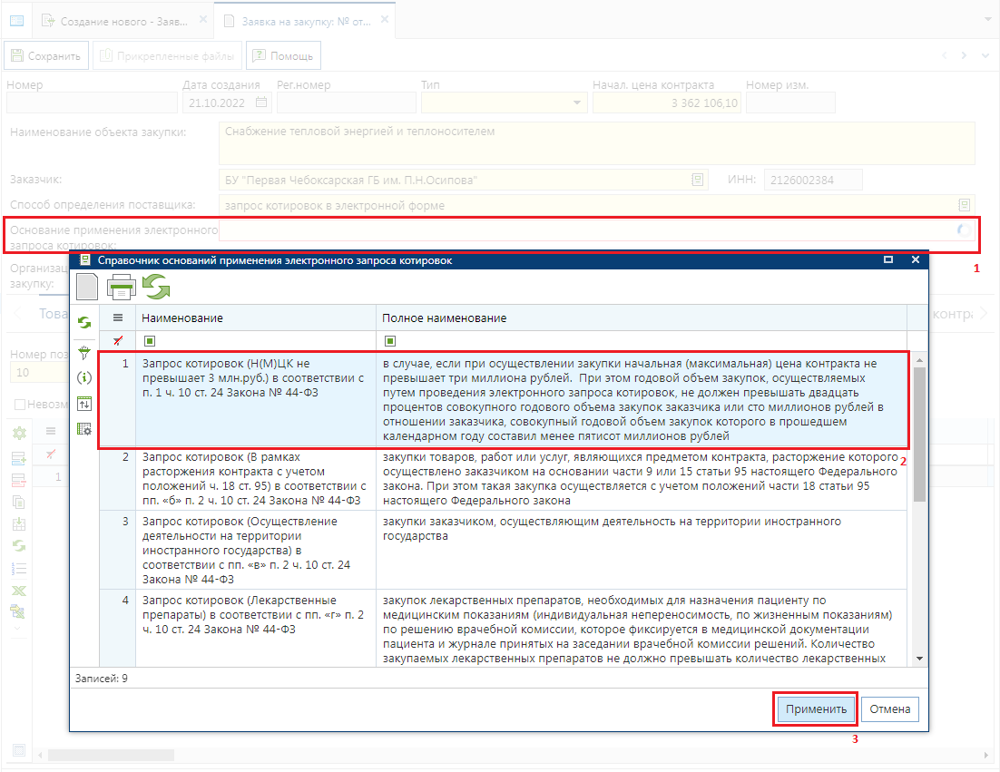 Создание нового - Заяв...
Заявка на закупку: № от...
Сохранить
Прикрепленные файлы
Помощь
Номер
Дата создания
Рег.номер
Тип
Начал. цена контракта
Номер изм.
21.10.2022
3 362 106,10
Наименование объекта закупки:
Снабжение тепловой энергией и теплоносителем
Заказчик:
БУ "Первая Чебоксарская ГБ им. П.Н.Осипова"
ИНН:
2126002384
Способ определения поставщика:
запрос котировок в электронной форме
Основание применения электронного
запроса котировок:
1
Организац
закупку:
Това
контра
Номер поз
10
Невозм
1
Справочник оснований применения электронного запроса котировок
Наименование
Полное наименование
1
Запрос котировок (Н(М)ЦК не
превышает 3 млн.руб.) в соответствии с
п. 1 ч. 10 ст. 24 Закона № 44-ФЗ
в случае, если при осуществлении закупки начальная (максимальная) цена контракта не
превышает три миллиона рублей. При этом годовой объем закупок, осуществляемых
путем проведения электронного запроса котировок, не должен превышать двадцать
процентов совокупного годового объема закупок заказчика или сто миллионов рублей в
отношении заказчика, совокупный годовой объем закупок которого в прошедшем
календарном году составил менее пятисот миллионов рублей
2
2
Запрос котировок (В рамках
расторжения контракта с учетом
положений ч. 18 ст. 95) в соответствии с
пп. «б» п. 2 ч. 10 ст. 24 Закона № 44-ФЗ
закупки товаров, работ или услуг, являющихся предметом контракта, расторжение которого
осуществлено заказчиком на основании части 9 или 15 статьи 95 настоящего Федерального
закона. При этом такая закупка осуществляется с учетом положений части 18 статьи 95
настоящего Федерального закона
3
Запрос котировок (Осуществление
деятельности на территории
иностранного государства) в
соответствии с пп. «в» п. 2 ч. 10 ст. 24
Закона № 44-ФЗ
закупки заказчиком, осуществляющим деятельность на территории иностранного
государства
4
Запрос котировок (Лекарственные
препараты) в соответствии с пп. «г» п. 2
ч. 10 ст. 24 Закона № 44-ФЗ
закупок лекарственных препаратов, необходимых для назначения пациенту по
медицинским показаниям (индивидуальная непереносимость, по жизненным показаниям)
по решению врачебной комиссии, которое фиксируется в медицинской документации
пациента и журнале принятых на заседании врачебной комиссии решений. Количество
закупаемых лекарственных препаратов не должно превышать количество лекарственных
Записей: 9
Применить
Отмена
3